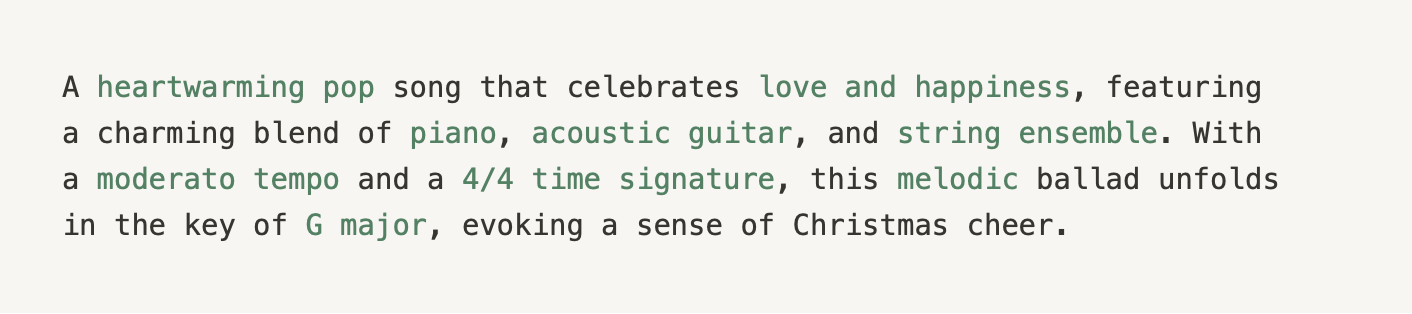 A heartwarming pop song that celebrates love and happiness, featuring
a charming blend of piano, acoustic guitar, and string ensemble. With
a moderato tempo and a 4/4 time signature, this melodic ballad unfolds
in the key of G major, evoking a sense of Christmas cheer.